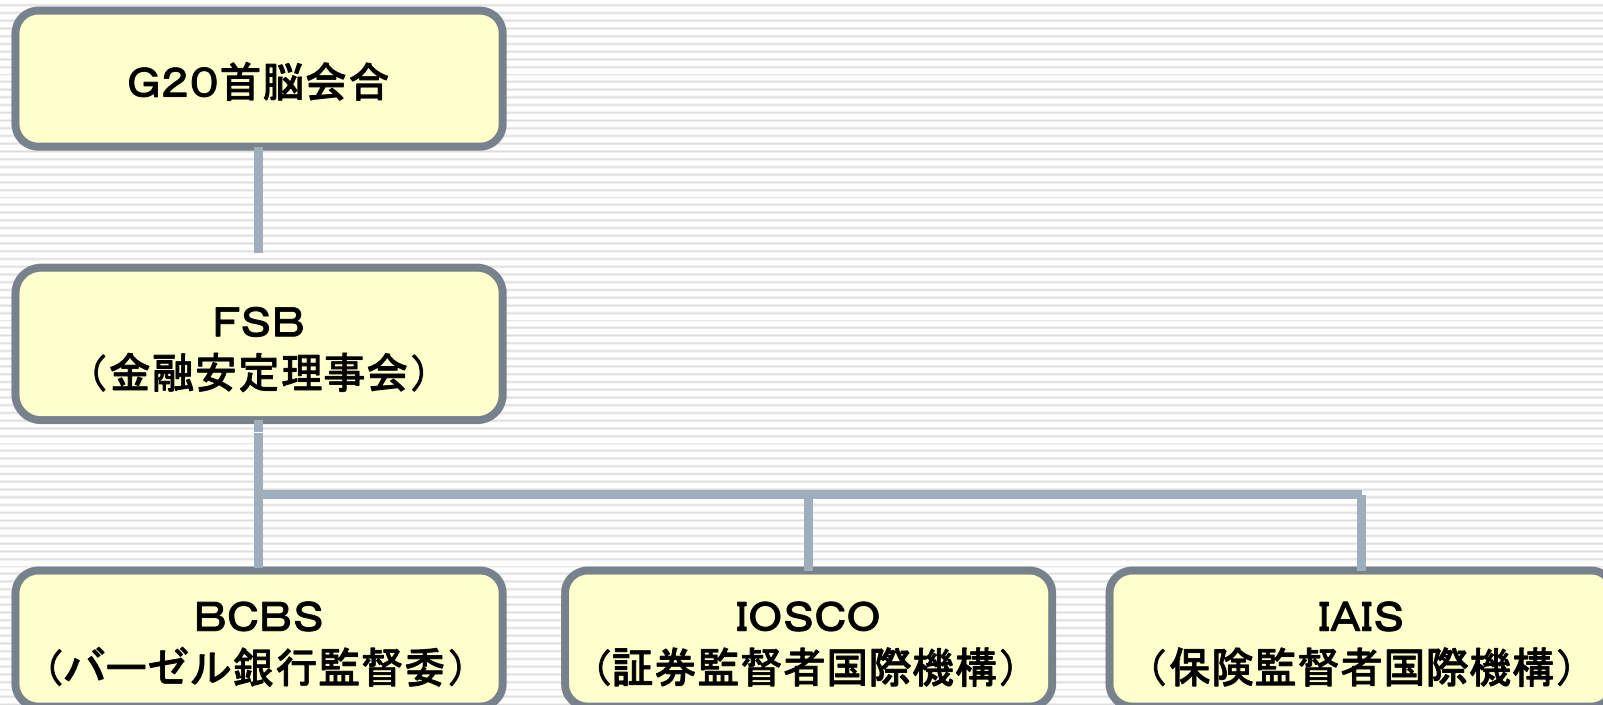 G20首脳会合
FSB
（金融安定理事会）
BCBS
（バーゼル銀行監督委）
IOSCO
（証券監督者国際機構）
IAIS
（保険監督者国際機構）